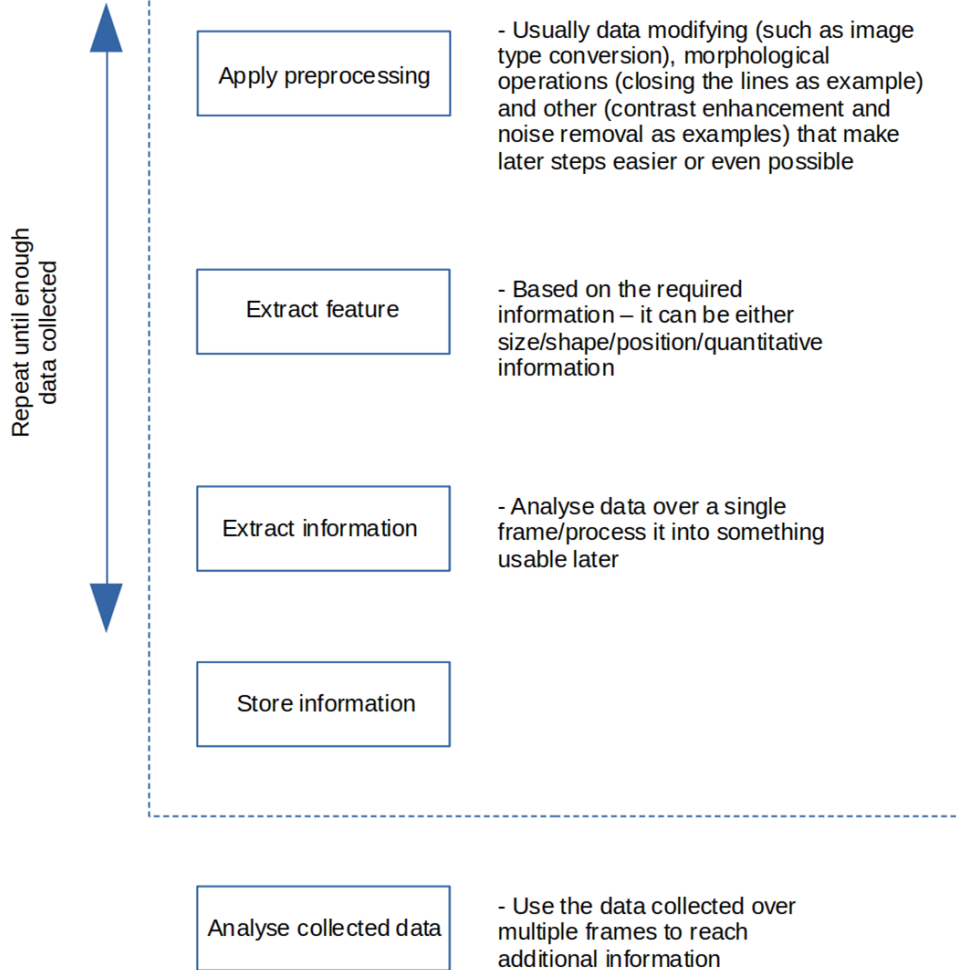 Apply preprocessing
- Usually data modifying (such as image
type conversion), morphological
operations (closing the lines as example)
and other (contrast enhancement and
noise removal as examples) that make
later steps easier or even possible
Repeat until enough
data collected
Extract feature
- Based on the required
information – it can be either
size/shape/position/quantitative
information
Extract information
- Analyse data over a single
frame/process it into something
usable later
Store information
Analyse collected data
- Use the data collected over
multiple frames to reach
additional information